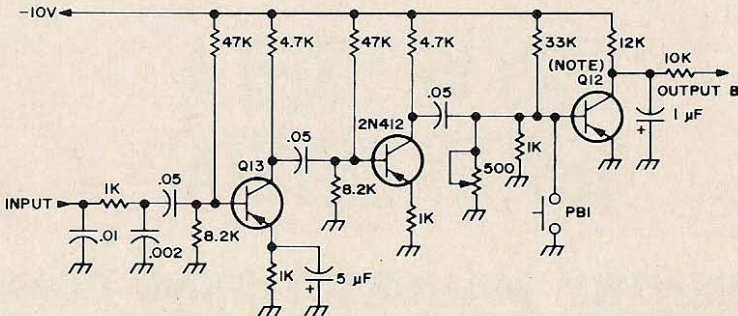 -10V
47K
4.7K
47K
4.7K
33K
12K
(NOTE)
Q12
10K
OUTPUT B
1 µF
+
.05
2N412
.05
Q13
500
1K
PB1
INPUT
1K
.05
8.2K
1K
.01
.002
8.2K
1K
5 µF
+